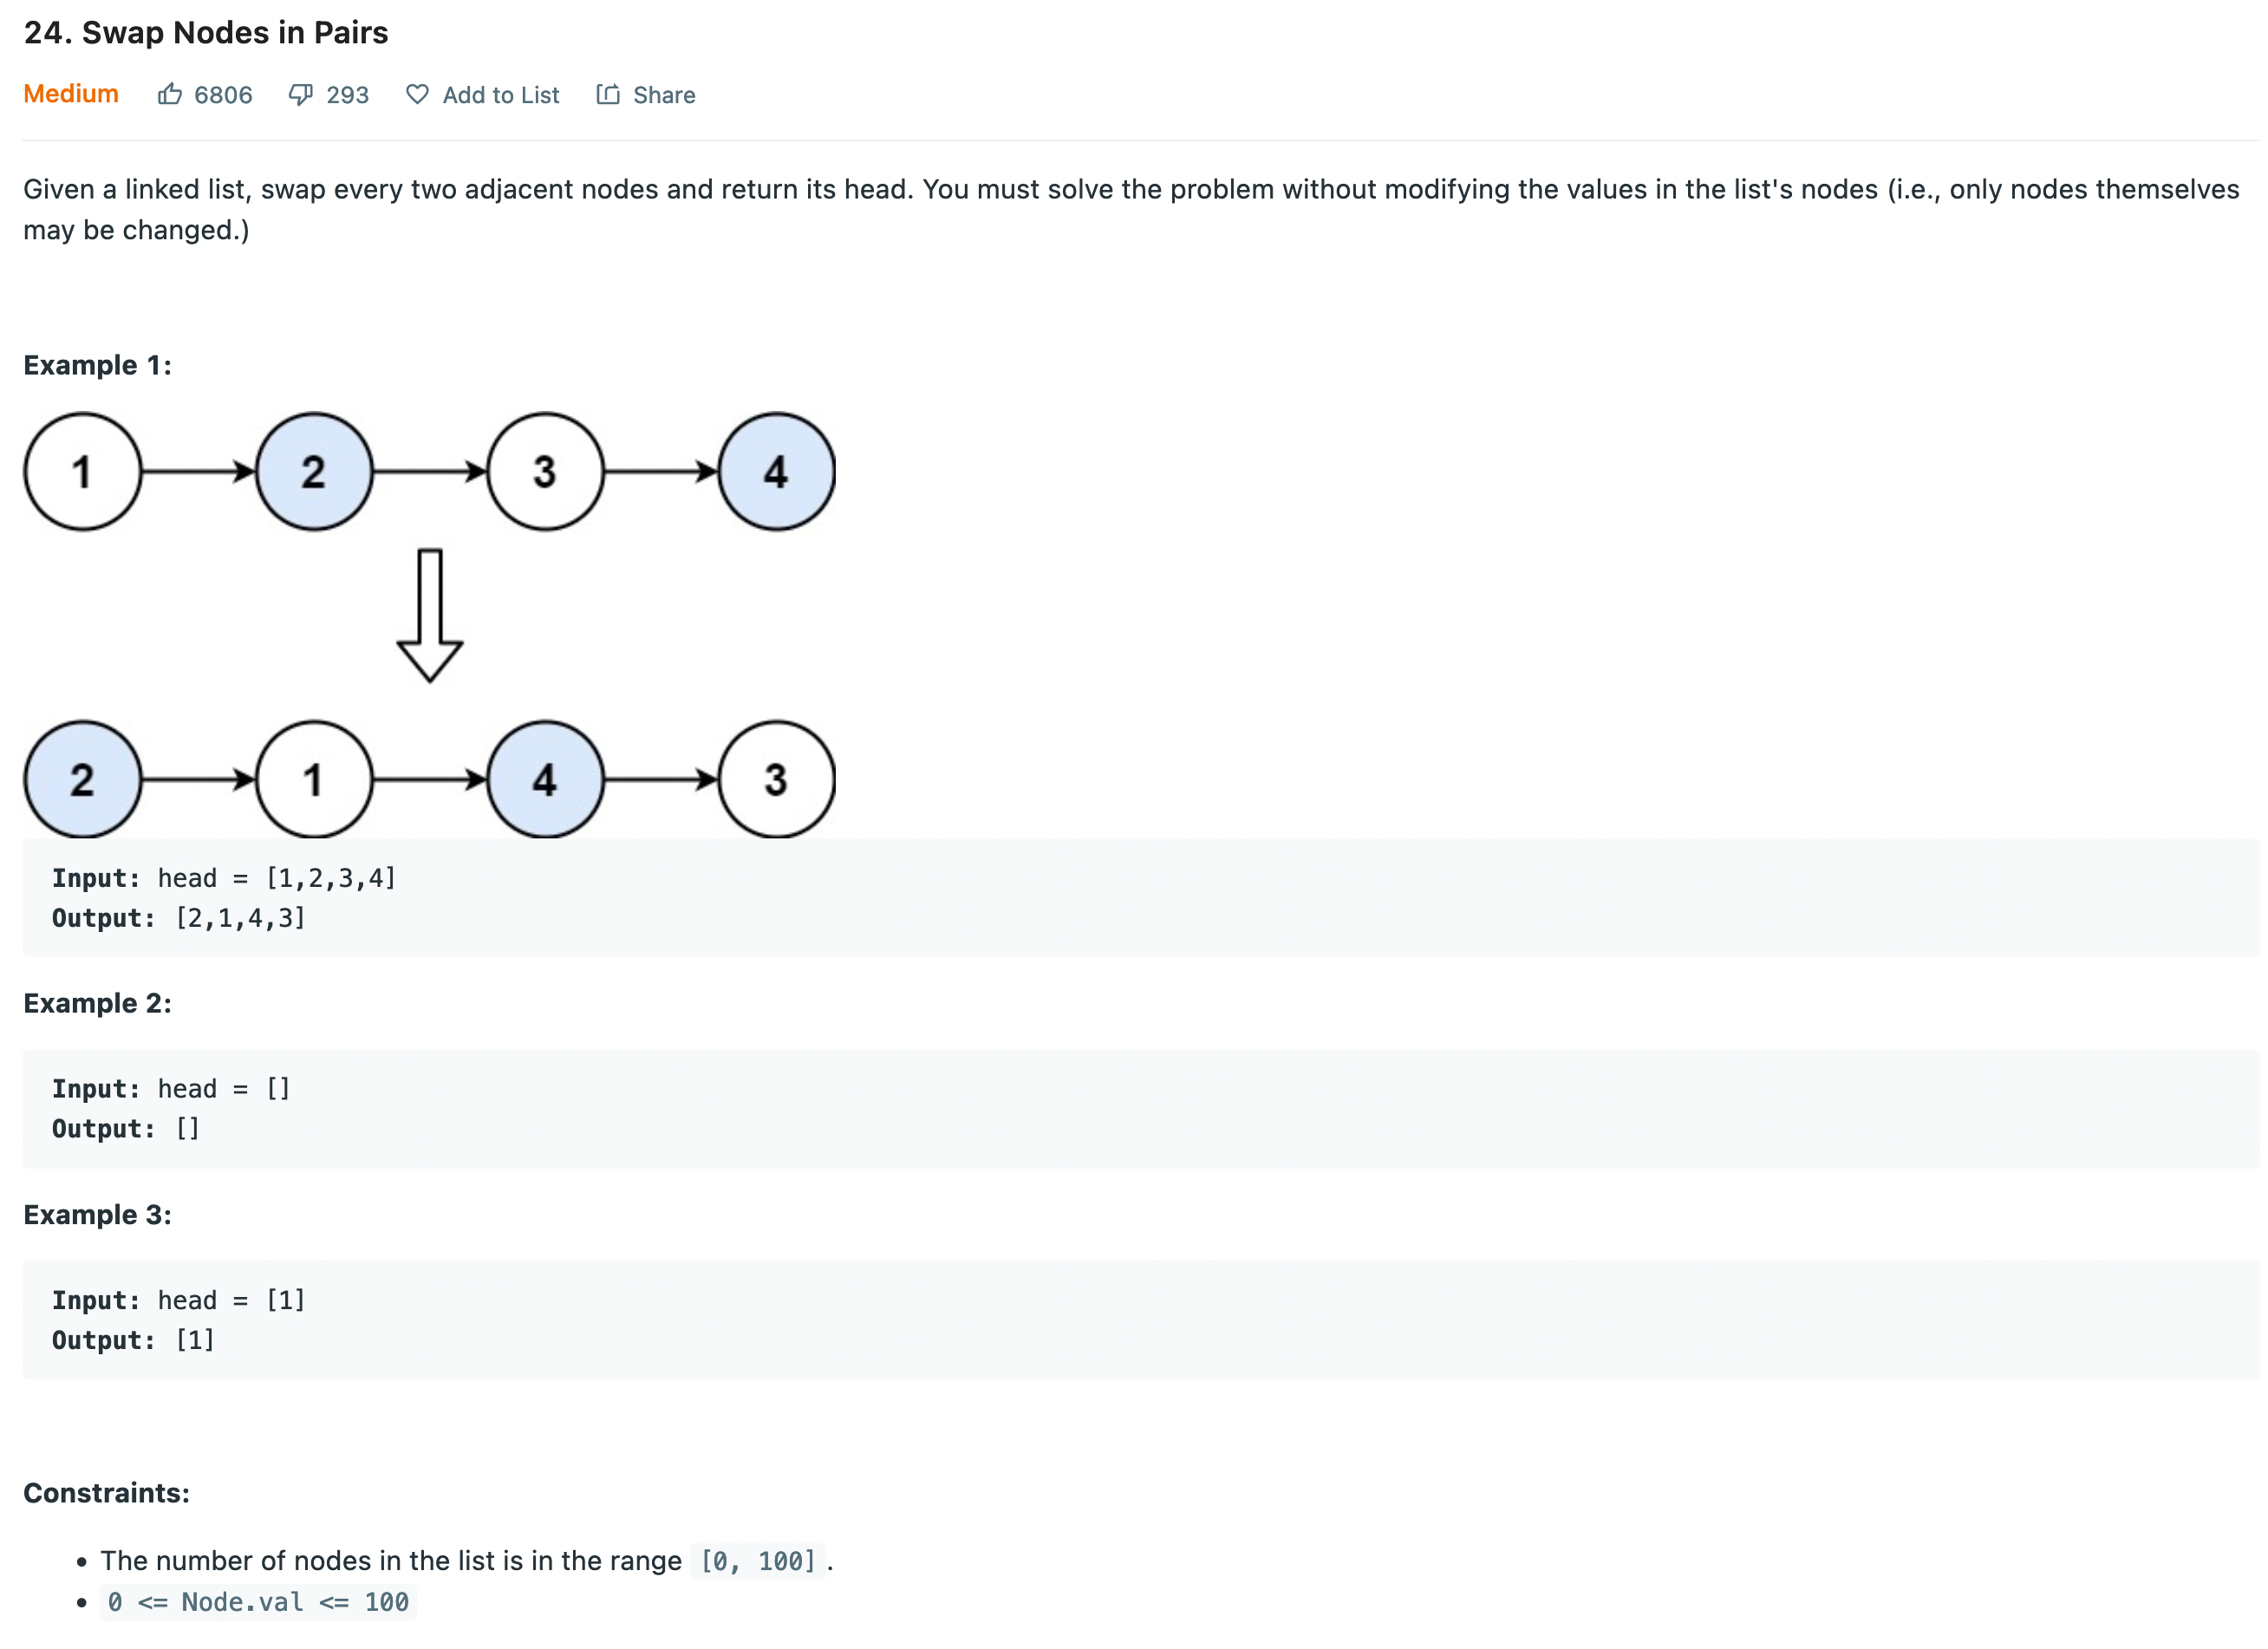 24. Swap Nodes in Pairs
Medium 6806 293 Add to List Share
Given a linked list, swap every two adjacent nodes and return its head. You must solve the problem without modifying the values in the list's nodes (i.e., only nodes themselves
may be changed.)
Example 1:
1 2 3 4
2 1 4 3
Input: head = [1,2,3,4]
Output: [2,1,4,3]
Example 2:
Input: head = []
Output: []
Example 3:
Input: head = [1]
Output: [1]
Constraints:
• The number of nodes in the list is in the range [0, 100].
• 0 <= Node.val <= 100